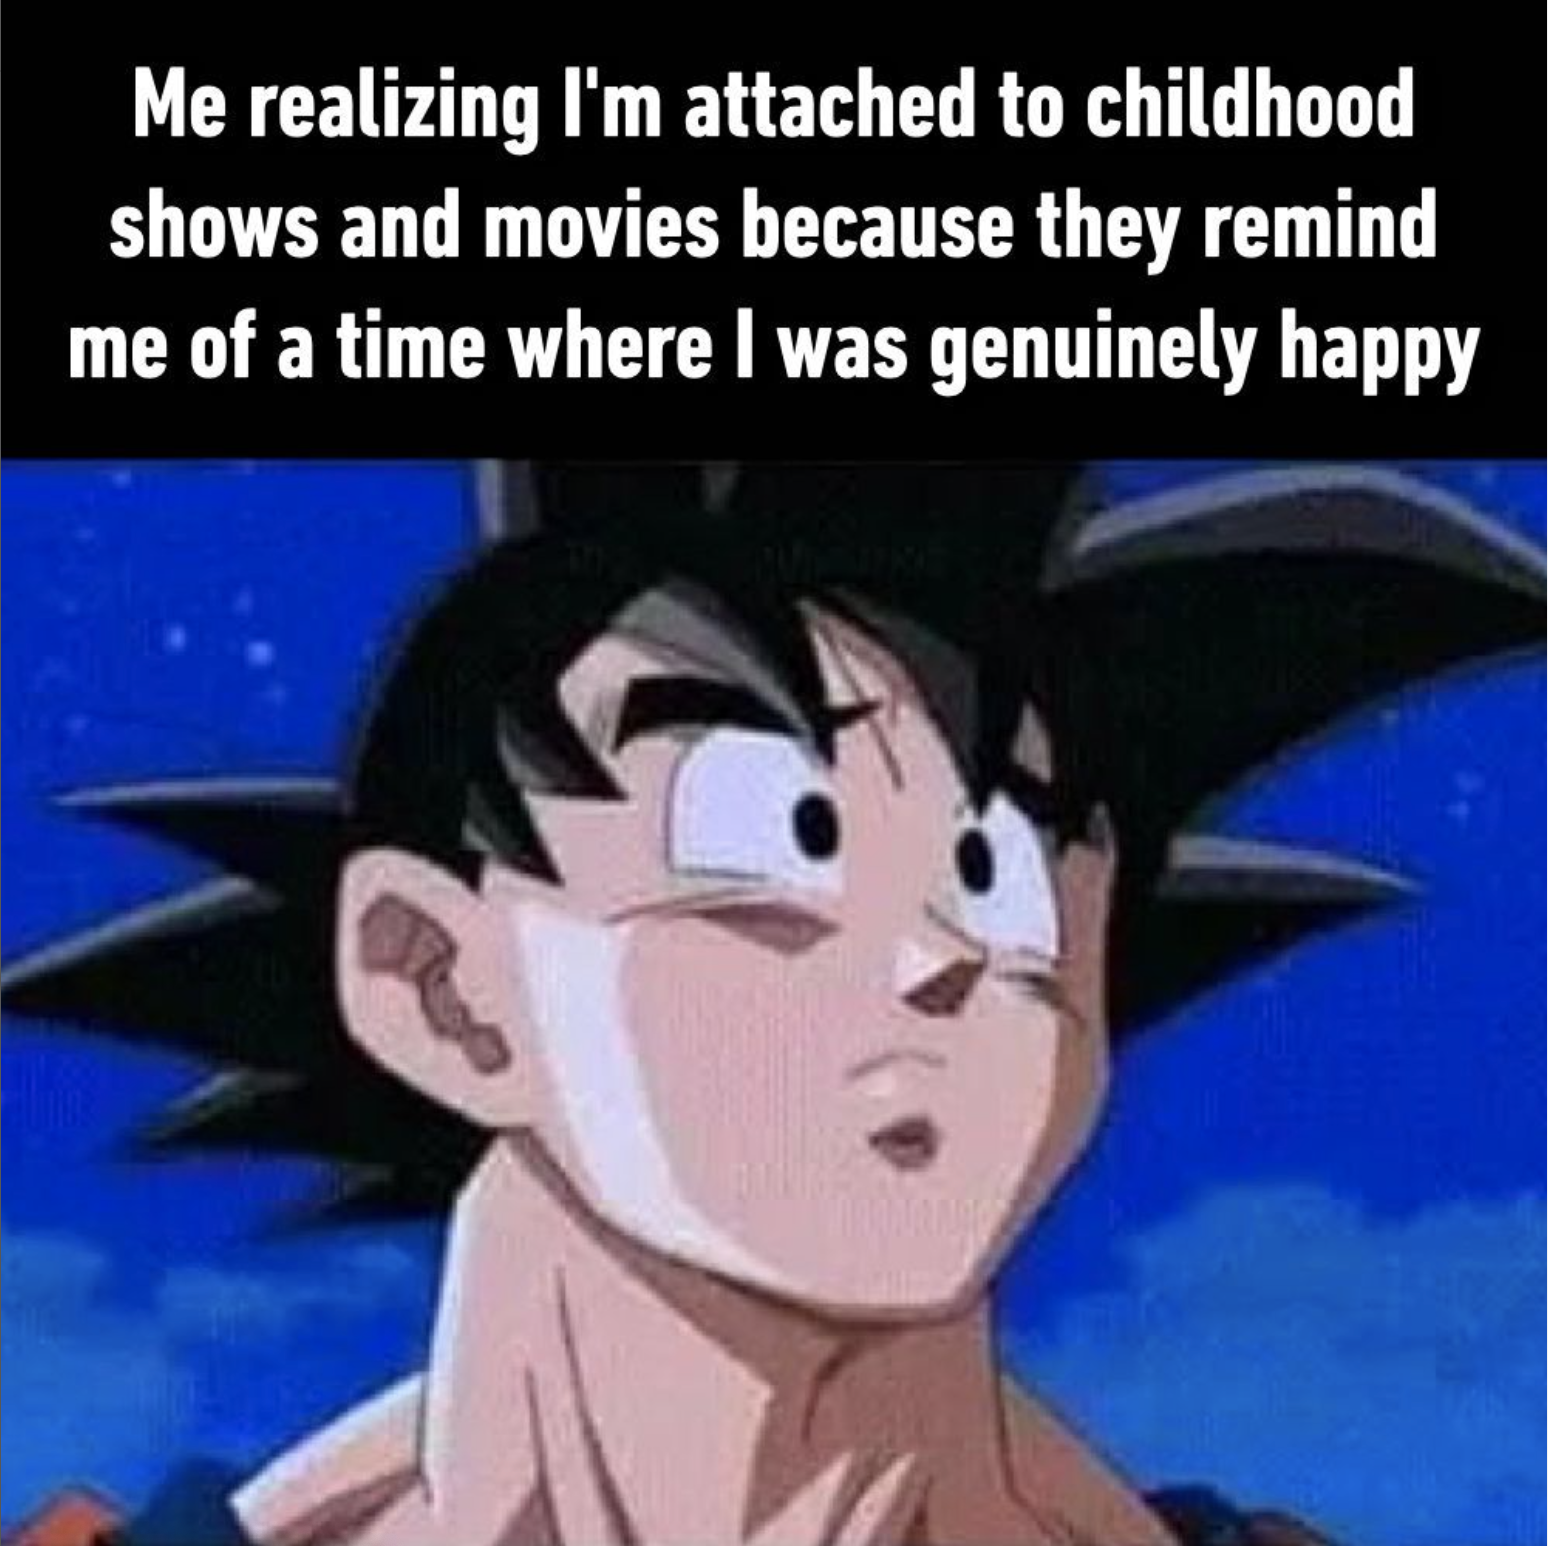 Me realizing I'm attached to childhood
shows and movies because they remind
me of a time where I was genuinely happy